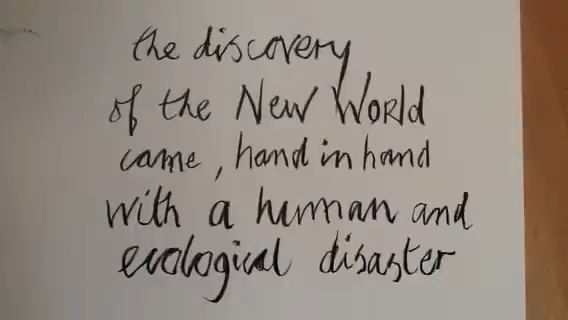 the discovery
of the New World
came, hand in hand
with a human and
ecological disaster